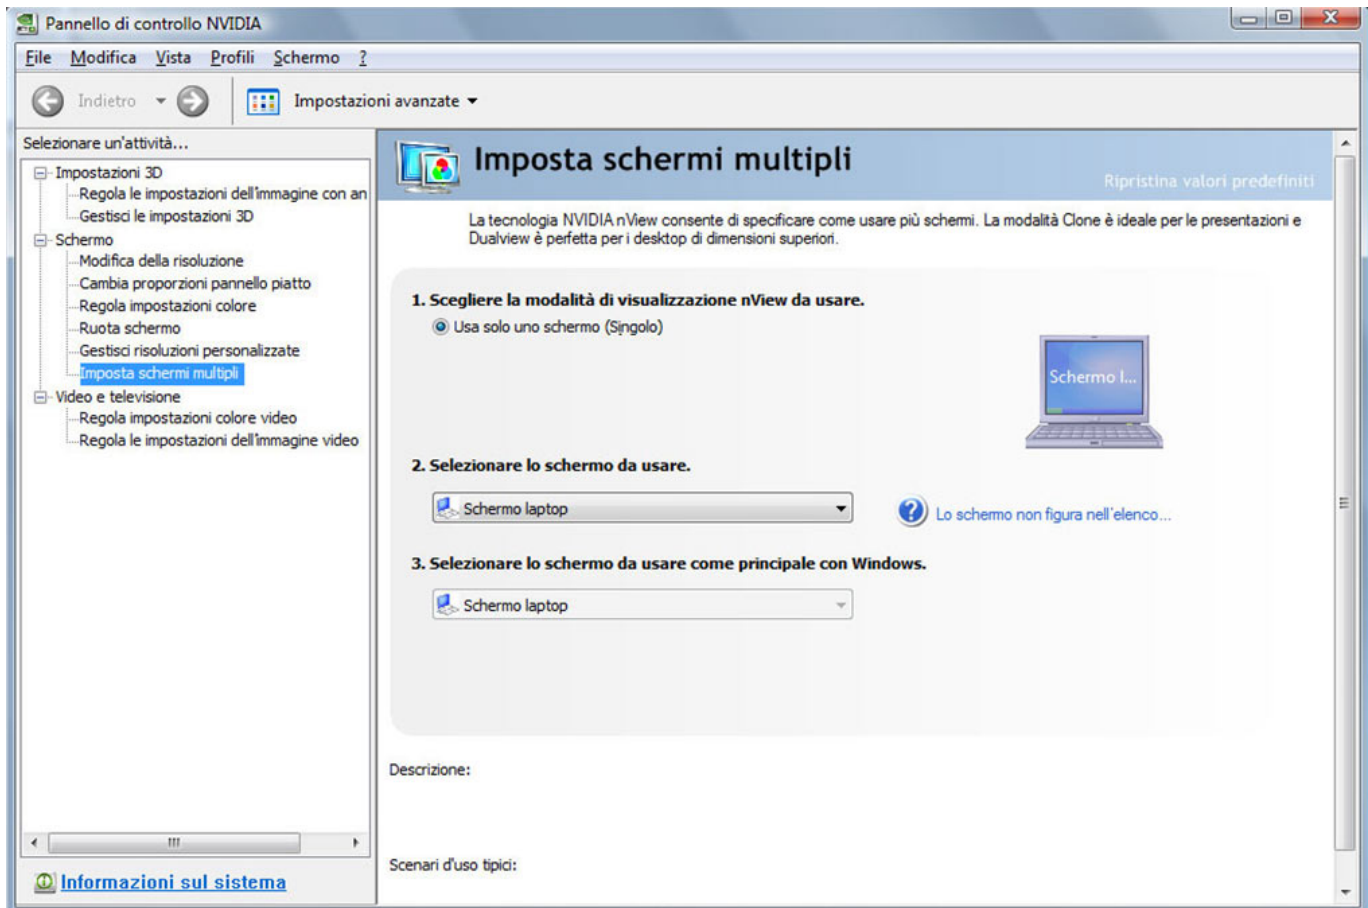 Pannello di controllo NVIDIA
File Modifica Vista Profili Schermo ?
Indietro Impostazioni avanzate
Selezionare un'attività...
Impostazioni 3D
Regola le impostazioni dell'immagine con an
Gestisci le impostazioni 3D
Schermo
Modifica della risoluzione
Cambia proporzioni pannello piatto
Regola impostazioni colore
Ruota schermo
Gestisci risoluzioni personalizzate
Imposta schermi multipli
Video e televisione
Regola impostazioni colore video
Regola le impostazioni dell'immagine video
Informazioni sul sistema
Imposta schermi multipli
Ripristina valori predefiniti
La tecnologia NVIDIA nView consente di specificare come usare più schermi. La modalità Clone è ideale per le presentazioni e
Dualview è perfetta per i desktop di dimensioni superiori.
1. Scegliere la modalità di visualizzazione nView da usare.
Usa solo uno schermo (Singolo)
Schermo l...
2. Selezionare lo schermo da usare.
Schermo laptop
Lo schermo non figura nell'elenco...
3. Selezionare lo schermo da usare come principale con Windows.
Schermo laptop
Descrizione:
Scenari d'uso tipici: